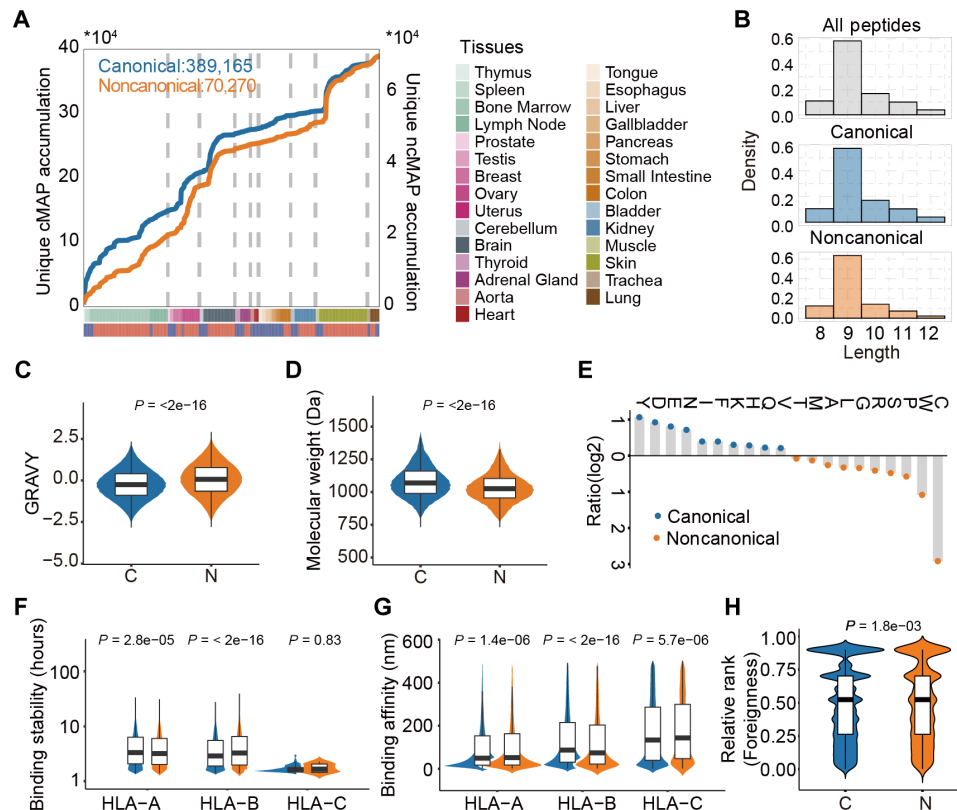 A
*10⁴
*10⁴
40
30
20
10
0
6
4
2
0
Unique cMAP accumulation
Unique ncMAP accumulation
Canonical:389,165
Noncanonical:70,270
Tissues
Thymus
Spleen
Bone Marrow
Lymph Node
Prostate
Testis
Breast
Ovary
Uterus
Cerebellum
Brain
Thyroid
Adrenal Gland
Aorta
Heart
Tongue
Esophagus
Liver
Gallbladder
Pancreas
Stomach
Small Intestine
Colon
Bladder
Kidney
Muscle
Skin
Trachea
Lung
B
All peptides
0.6
0.4
0.2
0.0
Canonical
0.6
0.4
0.2
0.0
Noncanonical
0.6
0.4
0.2
0.0
8 9 10 11 12
Length
Density
C
P = <2e−16
GRAVY
2.5
0.0
−2.5
−5.0
C N
D
P = <2e−16
Molecular weight (Da)
1500
1250
1000
750
500
C N
E
Y D E N I F K H Q V T M A L G R S P W C
Ratio(log2)
1
0
1
2
3
Canonical
Noncanonical
F
P = 2.8e−05 P = < 2e−16 P = 0.83
Binding stability (hours)
100
10
1
HLA−A HLA−B HLA−C
G
P = 1.4e−06 P = < 2e−16 P = 5.7e−06
Binding affinity (nm)
600
400
200
0
HLA−A HLA−B HLA−C
H
P = 1.8e−03
Relative rank
(Foreignness)
1.00
0.75
0.50
0.25
0.00
C N